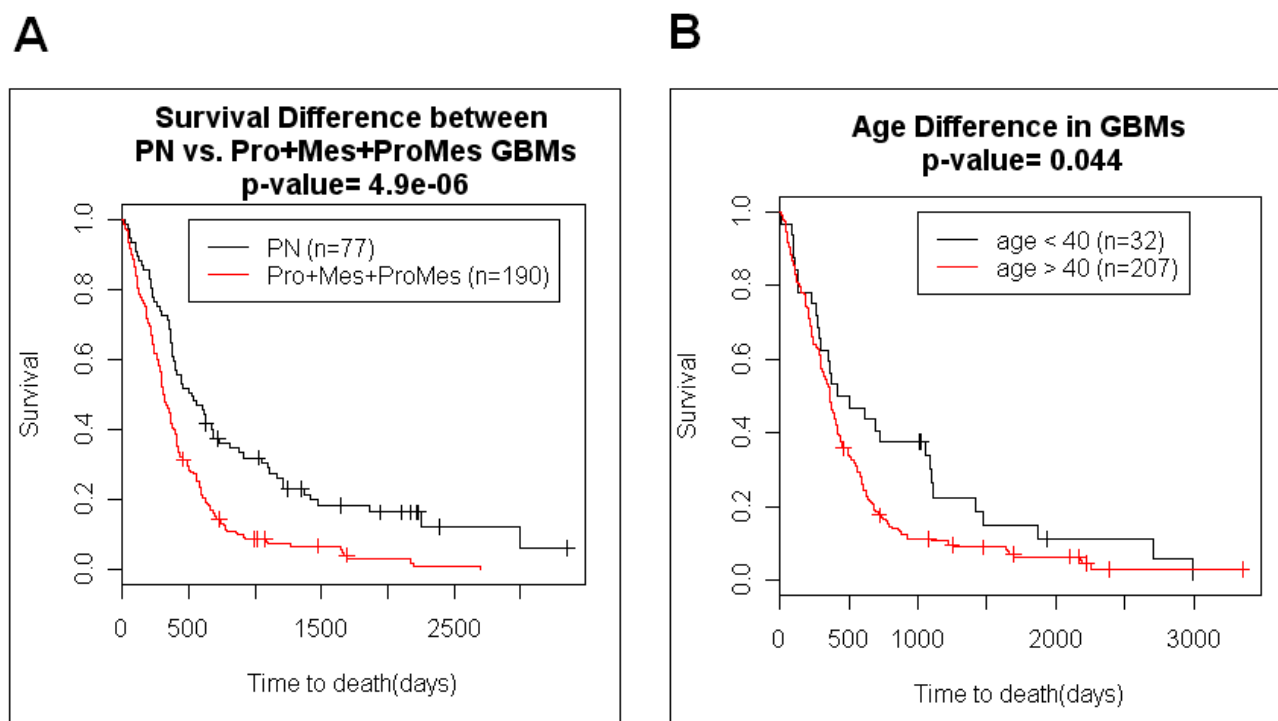 A
Survival Difference between
PN vs. Pro+Mes+ProMes GBMs
p-value= 4.9e-06
PN (n=77)
Pro+Mes+ProMes (n=190)
Survival
1.0
0.8
0.6
0.4
0.2
0.0
0 500 1500 2500
Time to death(days)
B
Age Difference in GBMs
p-value= 0.044
age < 40 (n=32)
age > 40 (n=207)
Survival
1.0
0.8
0.6
0.4
0.2
0.0
0 500 1000 2000 3000
Time to death(days)